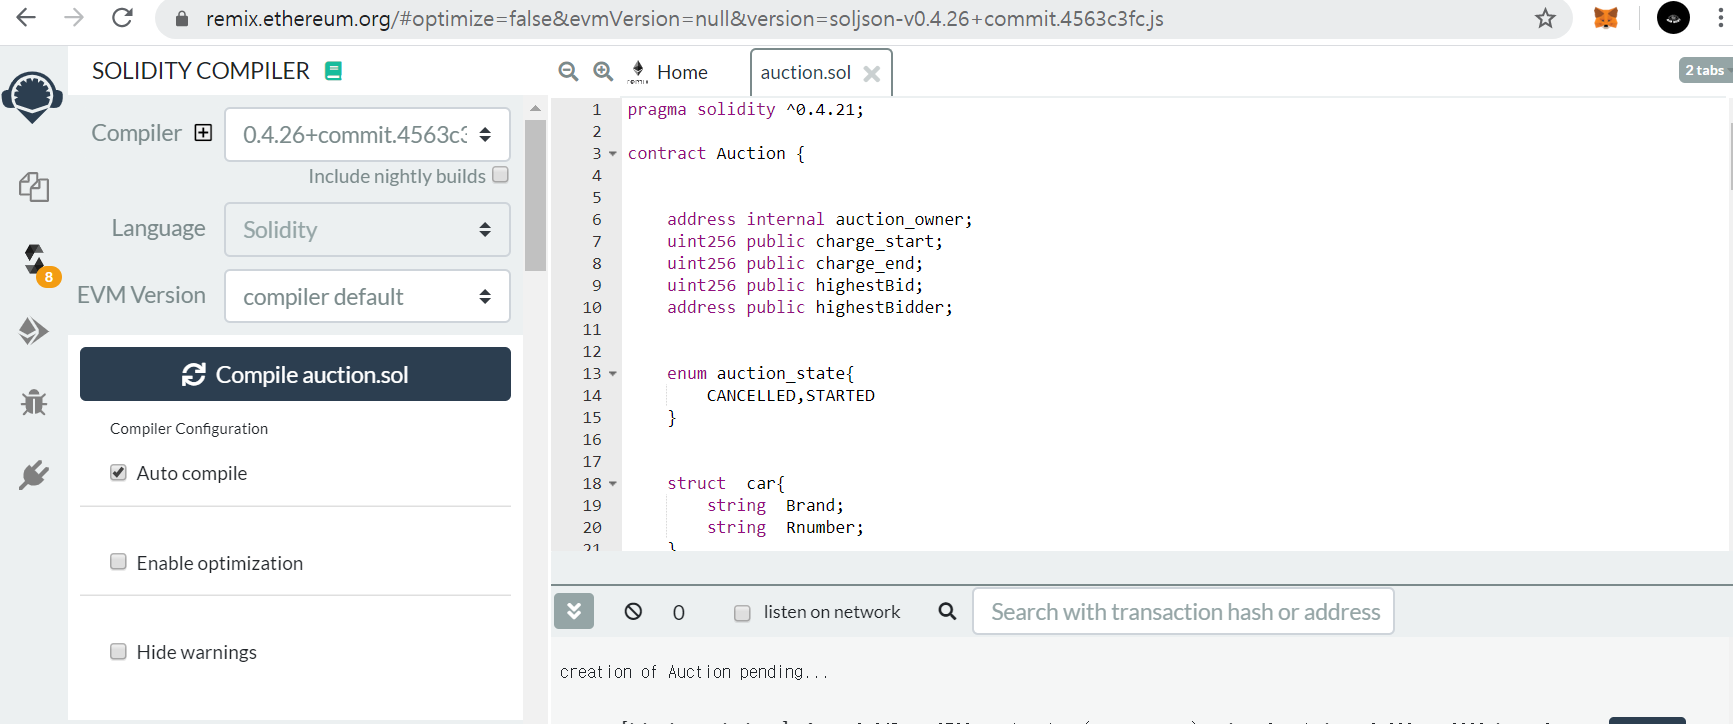 remix.ethereum.org/#optimize=false&evmVersion=null&version=soljson-v0.4.26+commit.4563c3fc.js
SOLIDITY COMPILER
Compiler
0.4.26+commit.4563c3
Include nightly builds
Language
Solidity
EVM Version
compiler default
8
Compile auction.sol
Compiler Configuration
Auto compile
Enable optimization
Hide warnings
Home
auction.sol
2 tabs
1 pragma solidity ^0.4.21;
2
3 contract Auction {
4
5
6 address internal auction_owner;
7 uint256 public charge_start;
8 uint256 public charge_end;
9 uint256 public highestBid;
10 address public highestBidder;
11
12
13 enum auction_state{
14 CANCELLED,STARTED
15 }
16
17
18 struct  car{
19 string  Brand;
20 string  Rnumber;
21 }
0
listen on network
Search with transaction hash or address
creation of Auction pending...